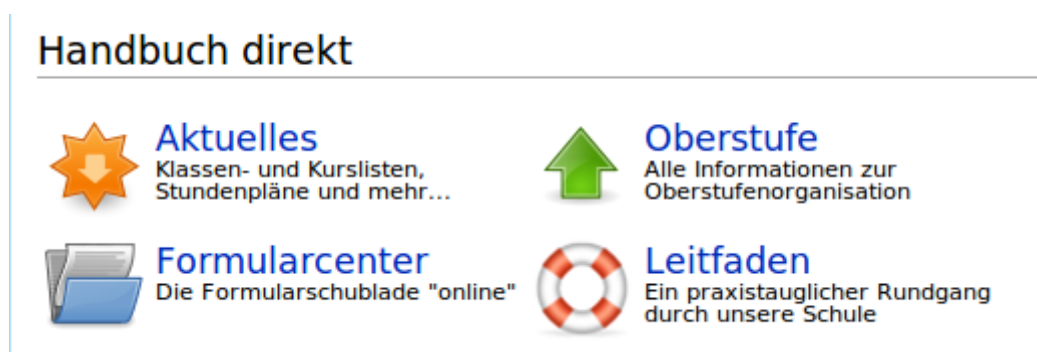 Handbuch direkt
Aktuelles
Klassen- und Kurslisten,
Stundenpläne und mehr...
Oberstufe
Alle Informationen zur
Oberstufenorganisation
Formularcenter
Die Formularschublade "online"
Leitfaden
Ein praxistauglicher Rundgang
durch unsere Schule